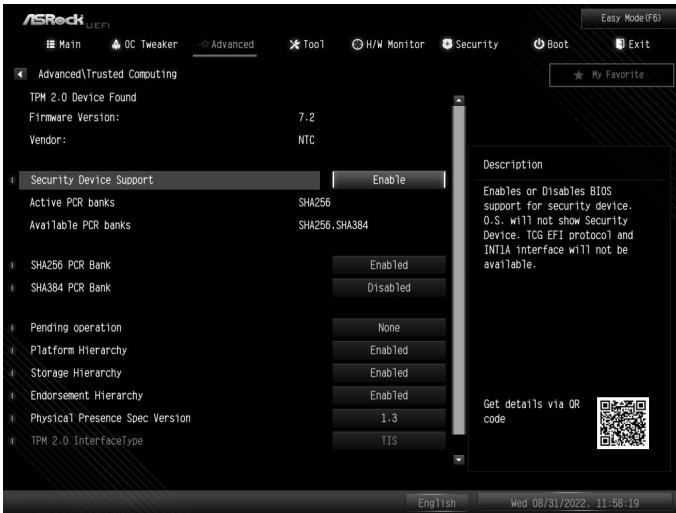 ASRock UEFI
Easy Mode(F6)
Main OC Tweaker Advanced Tool H/W Monitor Security Boot Exit
Advanced\Trusted Computing
My Favorite
TPM 2.0 Device Found
Firmware Version: 7.2
Vendor: NTC
Security Device Support Enable
Active PCR banks SHA256
Available PCR banks SHA256.SHA384
SHA256 PCR Bank Enabled
SHA384 PCR Bank Disabled
Pending operation None
Platform Hierarchy Enabled
Storage Hierarchy Enabled
Endorsement Hierarchy Enabled
Physical Presence Spec Version 1.3
TPM 2.0 InterfaceType TIS
Description
Enables or Disables BIOS
support for security device.
O.S. will not show Security
Device. TCG EFI protocol and
INT1A interface will not be
available.
Get details via QR
code
English
Wed 08/31/2022. 11:58:19